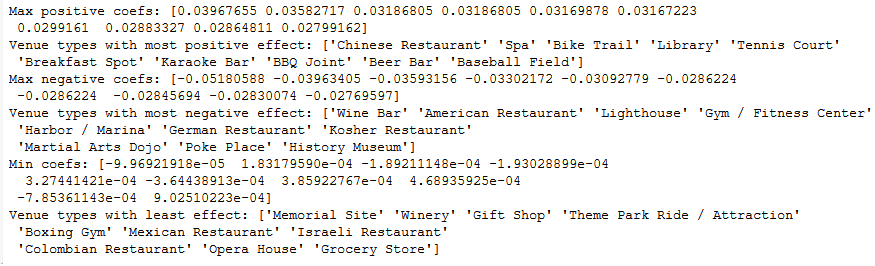 Max positive coefs: [0.03967655 0.03582717 0.03186805 0.03186805 0.03169878 0.03167223
 0.0299161  0.02883327 0.02864811 0.02799162]
Venue types with most positive effect: ['Chinese Restaurant' 'Spa' 'Bike Trail' 'Library' 'Tennis Court'
 'Breakfast Spot' 'Karaoke Bar' 'BBQ Joint' 'Beer Bar' 'Baseball Field']
Max negative coefs: [-0.05180588 -0.03963405 -0.03593156 -0.03302172 -0.03092779 -0.0286224
 -0.0286224  -0.02845694 -0.02830074 -0.02769597]
Venue types with most negative effect: ['Wine Bar' 'American Restaurant' 'Lighthouse' 'Gym / Fitness Center'
 'Harbor / Marina' 'German Restaurant' 'Kosher Restaurant'
 'Martial Arts Dojo' 'Poke Place' 'History Museum']
Min coefs: [-9.96921918e-05  1.83179590e-04 -1.89211148e-04 -1.93028899e-04
  3.27441421e-04 -3.64438913e-04  3.85922767e-04  4.68935925e-04
 -7.85361143e-04  9.02510223e-04]
Venue types with least effect: ['Memorial Site' 'Winery' 'Gift Shop' 'Theme Park Ride / Attraction'
 'Boxing Gym' 'Mexican Restaurant' 'Israeli Restaurant'
 'Colombian Restaurant' 'Opera House' 'Grocery Store']